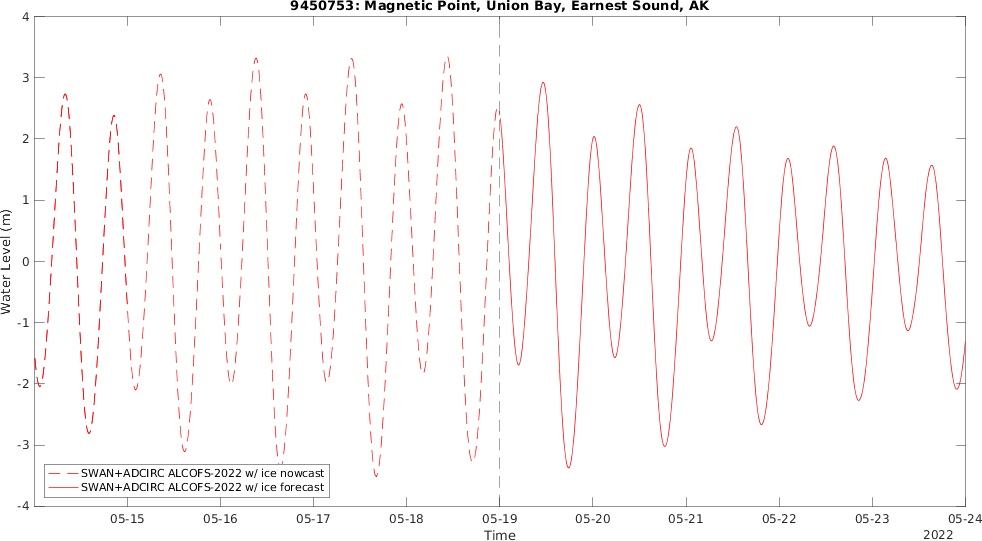 9450753: Magnetic Point, Union Bay, Earnest Sound, AK
4
3
2
1
0
-1
-2
-3
-4
Water Level (m)
SWAN+ADCIRC ALCOFS-2022 w/ ice nowcast
SWAN+ADCIRC ALCOFS-2022 w/ ice forecast
05-15 05-16 05-17 05-18 05-19 05-20 05-21 05-22 05-23 05-24
Time
2022